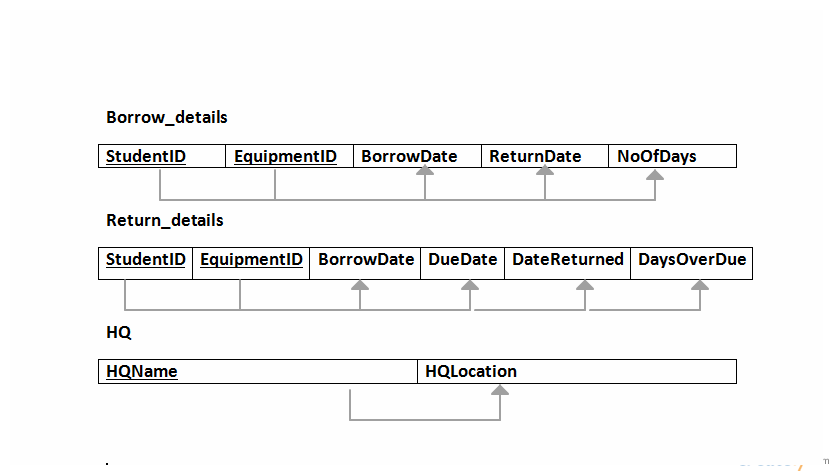 Borrow_details
StudentID EquipmentID BorrowDate ReturnDate NoOfDays
Return_details
StudentID EquipmentID BorrowDate DueDate DateReturned DaysOverDue
HQ
HQName HQLocation
.